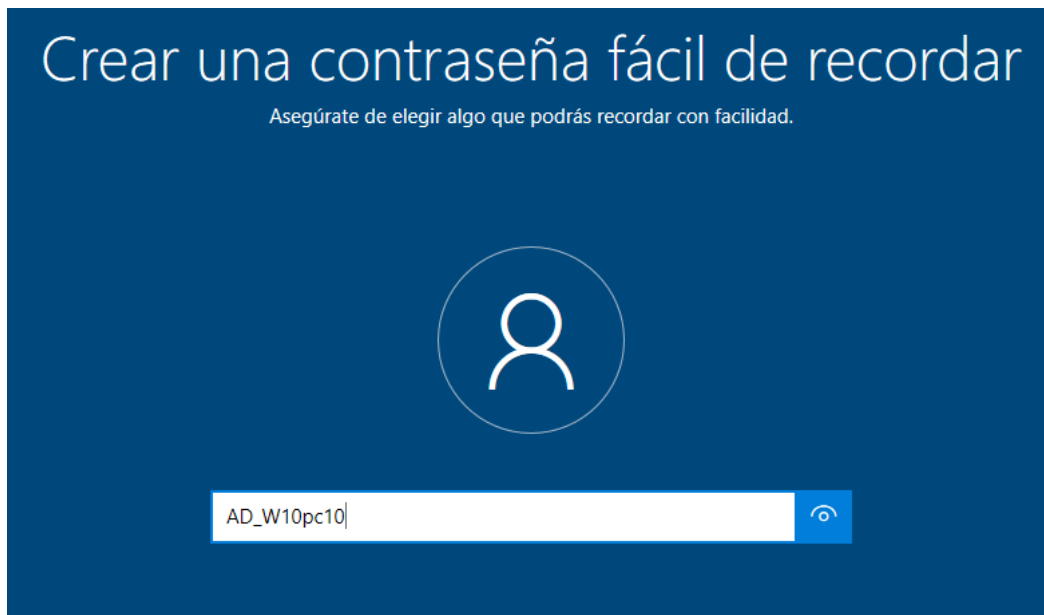 Crear una contraseña fácil de recordar
Asegúrate de elegir algo que podrás recordar con facilidad.
AD_W10pc10